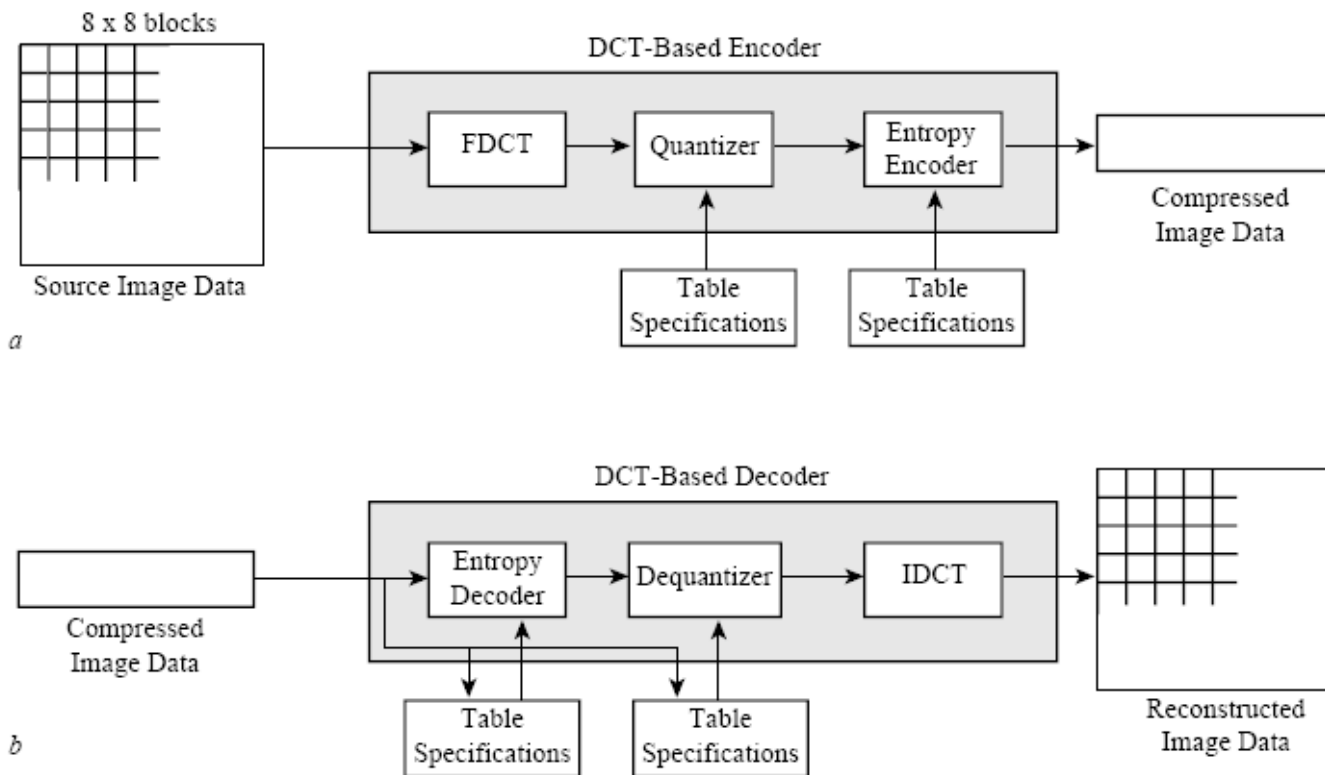 8 x 8 blocks
DCT-Based Encoder
FDCT
Quantizer
Entropy
Encoder
Compressed
Image Data
Source Image Data
Table
Specifications
Table
Specifications
a
DCT-Based Decoder
Entropy
Decoder
Dequantizer
IDCT
Compressed
Image Data
Table
Specifications
Table
Specifications
Reconstructed
Image Data
b